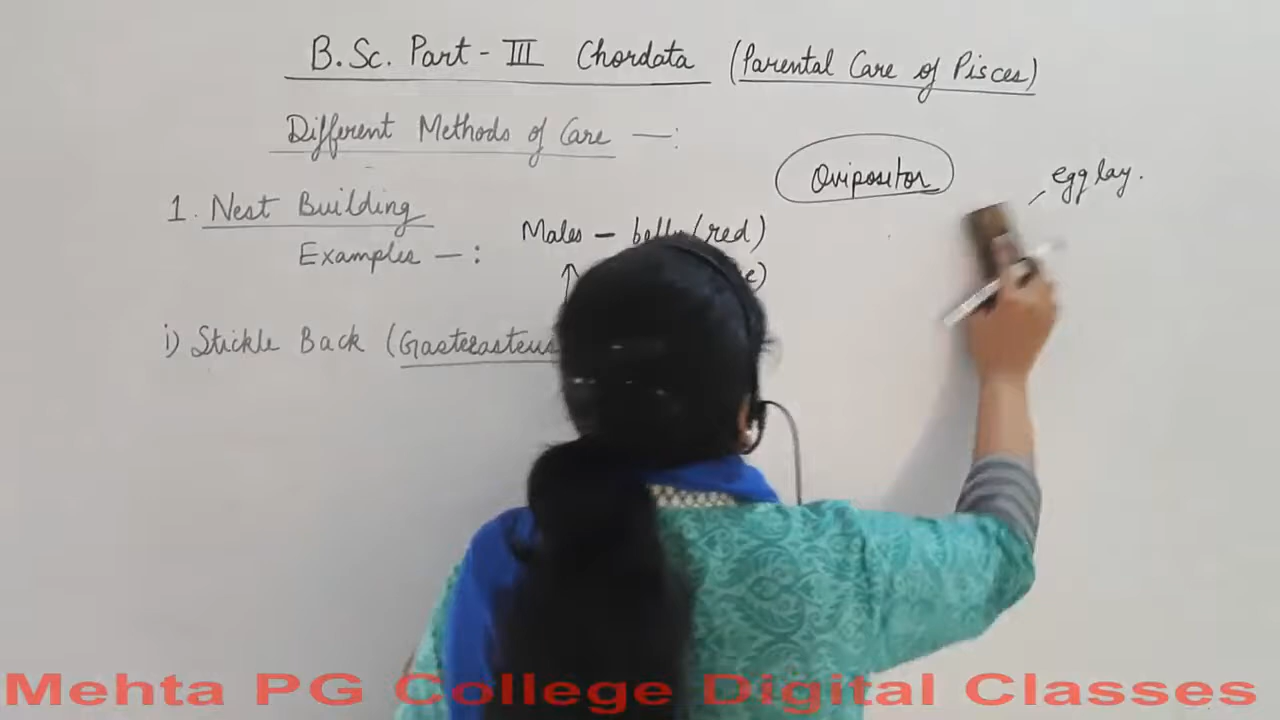 B.Sc. Part - III Chordata (Parental Care of Pisces)
Different Methods of Care —:
Ovipositor
egg lay.
1. Nest Building
Males — belly (red)
Examples —:
i) Stickle Back (Gasterasteus
Mehta PG College Digital Classes